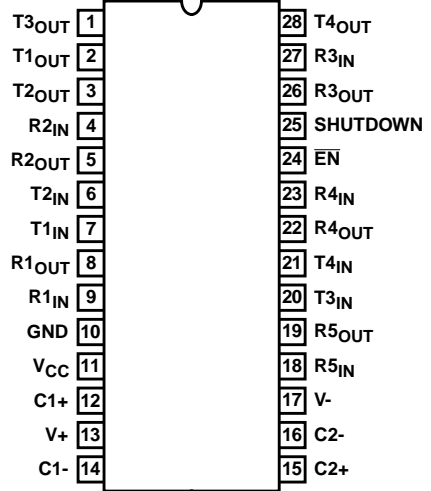 T3OUT 1 28 T4OUT
T1OUT 2 27 R3IN
T2OUT 3 26 R3OUT
R2IN 4 25 SHUTDOWN
R2OUT 5 24 E̅N̅
T2IN 6 23 R4IN
T1IN 7 22 R4OUT
R1OUT 8 21 T4IN
R1IN 9 20 T3IN
GND 10 19 R5OUT
VCC 11 18 R5IN
C1+ 12 17 V-
V+ 13 16 C2-
C1- 14 15 C2+